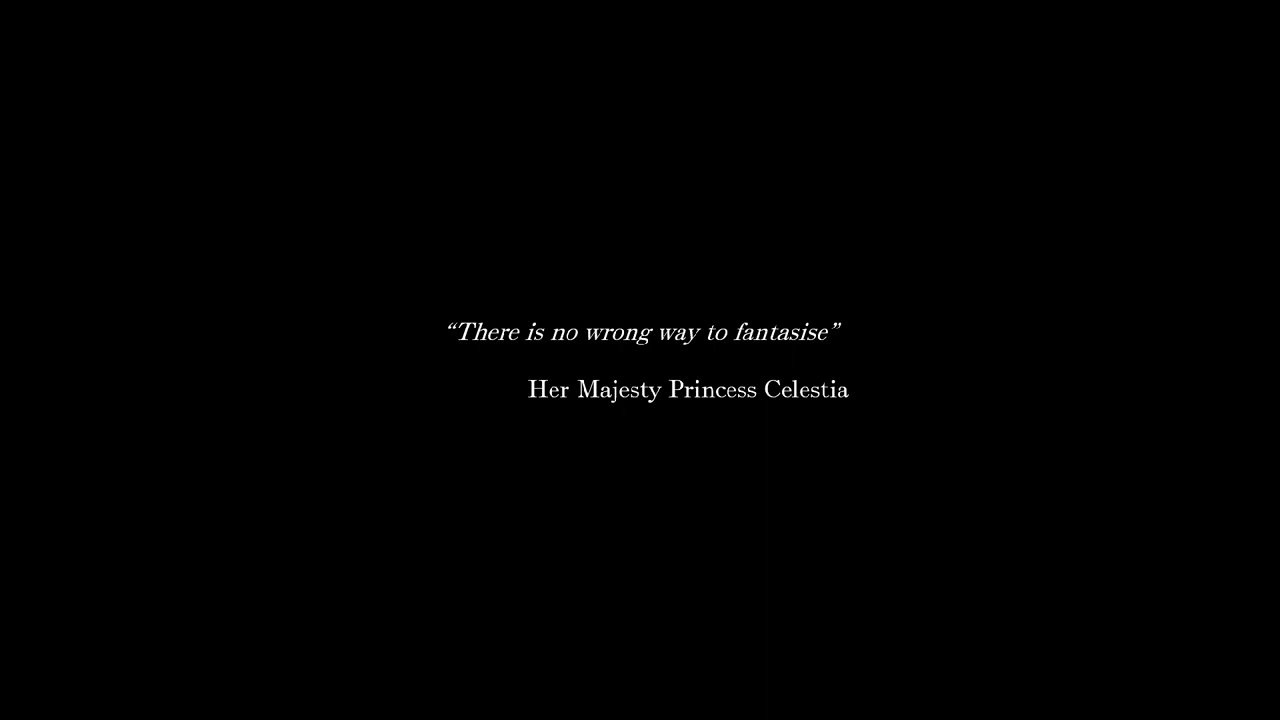 “There is no wrong way to fantasise”
Her Majesty Princess Celestia